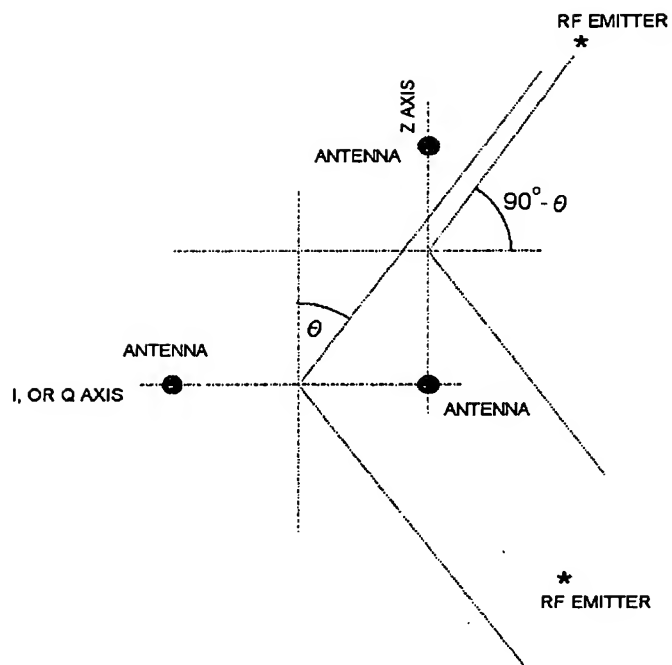 RF EMITTER
*
Z AXIS
ANTENNA
90°-θ
θ
ANTENNA
I, OR Q AXIS
ANTENNA
*
RF EMITTER